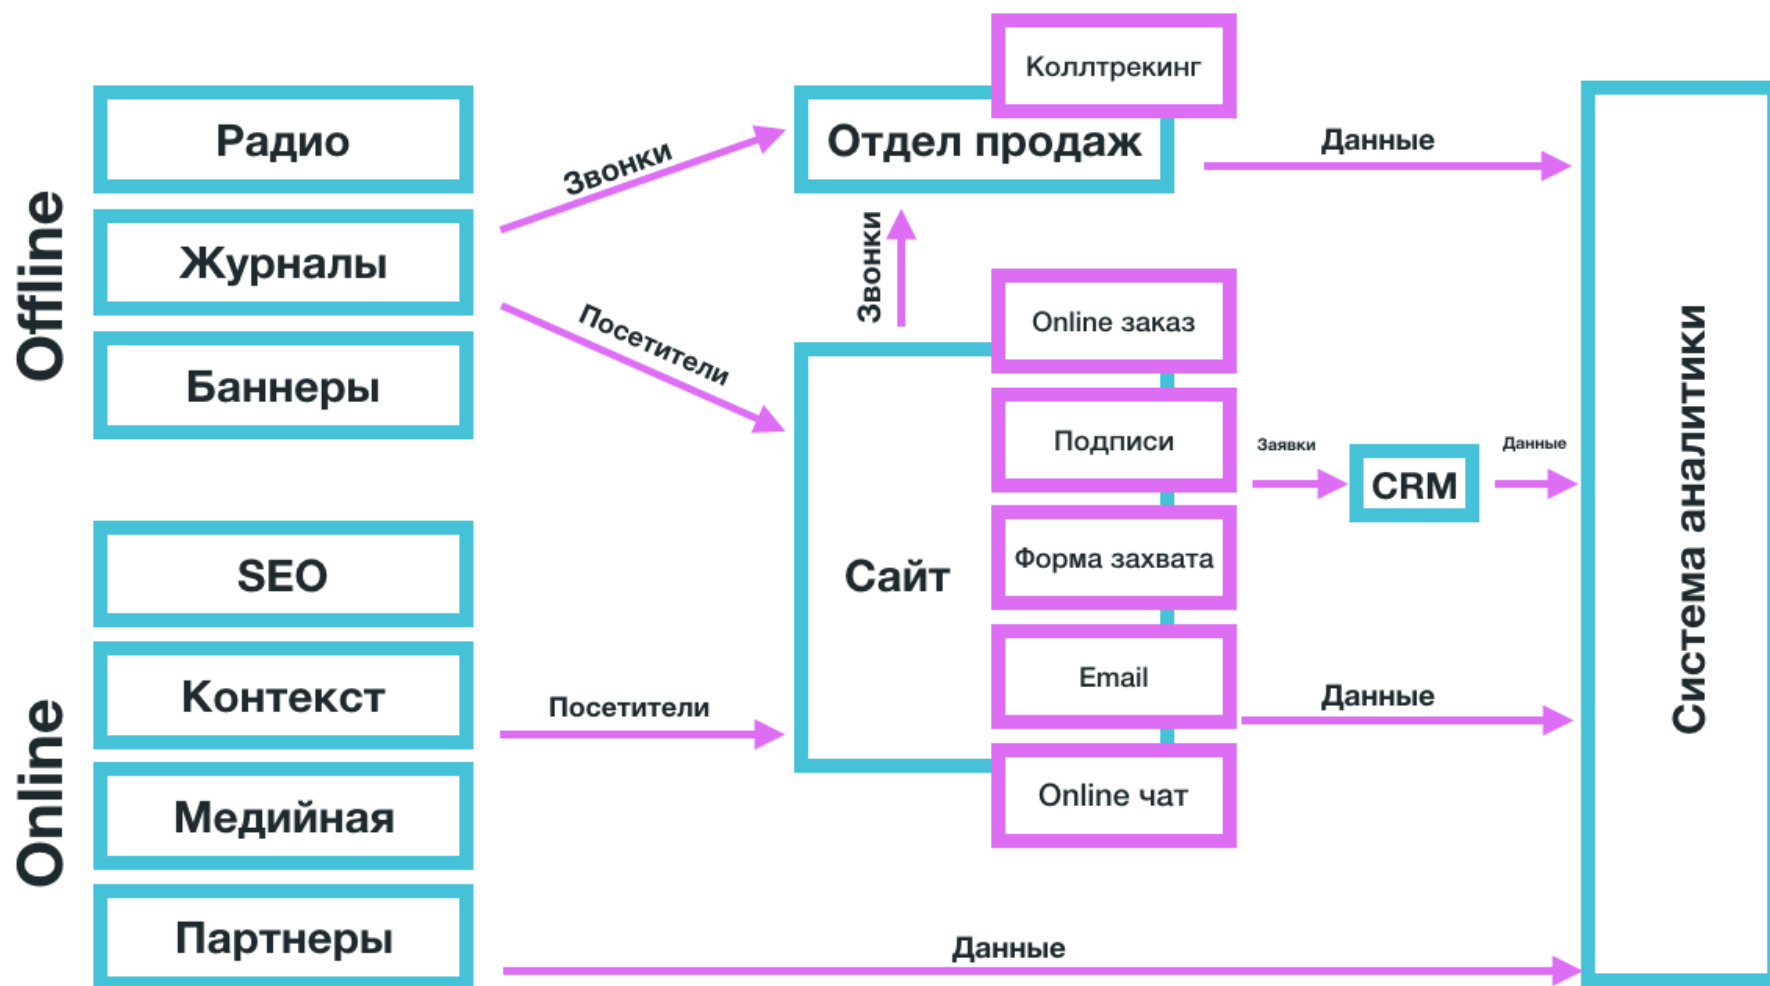 Offline
Радио
Журналы
Баннеры
Online
SEO
Контекст
Медийная
Партнеры
Звонки
Посетители
Посетители
Коллтрекинг
Отдел продаж
Звонки
Сайт
Online заказ
Подписи
Форма захвата
Email
Online чат
Данные
Заявки
CRM
Данные
Данные
Данные
Система аналитики